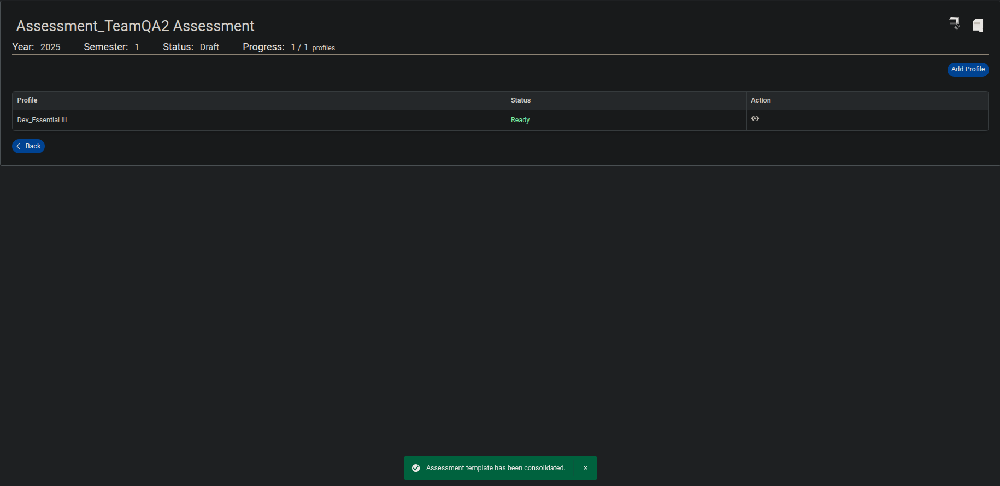 Assessment_TeamQA2 Assessment
Year: 2025 Semester: 1 Status: Draft Progress: 1 / 1 profiles
Add Profile
Profile Status Action
Dev_Essential III Ready
Back
Assessment template has been consolidated.